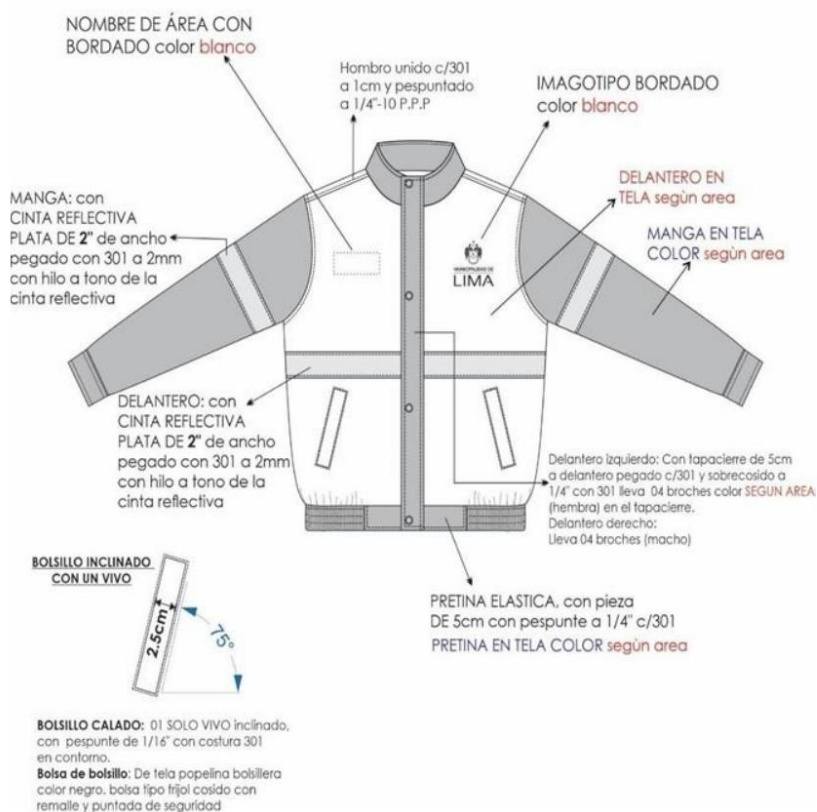 NOMBRE DE ÁREA CON
BORDADO color blanco
Hombro unido c/301
a 1cm y pespuntado
a 1/4"-10 P.P.P
IMAGOTIPO BORDADO
color blanco
DELANTERO EN
TELA segùn area
MANGA EN TELA
COLOR segùn area
MANGA: con
CINTA REFLECTIVA
PLATA DE 2" de ancho
pegado con 301 a 2mm
con hilo a tono de la
cinta reflectiva
MUNICIPALIDAD DE
LIMA
DELANTERO: con
CINTA REFLECTIVA
PLATA DE 2" de ancho
pegado con 301 a 2mm
con hilo a tono de la
cinta reflectiva
Delantero izquierdo: Con tapacierre de 5cm
a delantero pegado c/301 y sobrecosido a
1/4" con 301 lleva 04 broches color SEGUN AREA
(hembra) en el tapacierre.
Delantero derecho:
Lleva 04 broches (macho)
PRETINA ELASTICA, con pieza
DE 5cm con pespunte a 1/4" c/301
PRETINA EN TELA COLOR segùn area
BOLSILLO INCLINADO
CON UN VIVO
2.5cm
75°
BOLSILLO CALADO: 01 SOLO VIVO inclinado,
con pespunte de 1/16" con costura 301
en contorno.
Bolsa de bolsillo: De tela popelina bolsillera
color negro. bolsa tipo frijol cosido con
remalle y puntada de seguridad